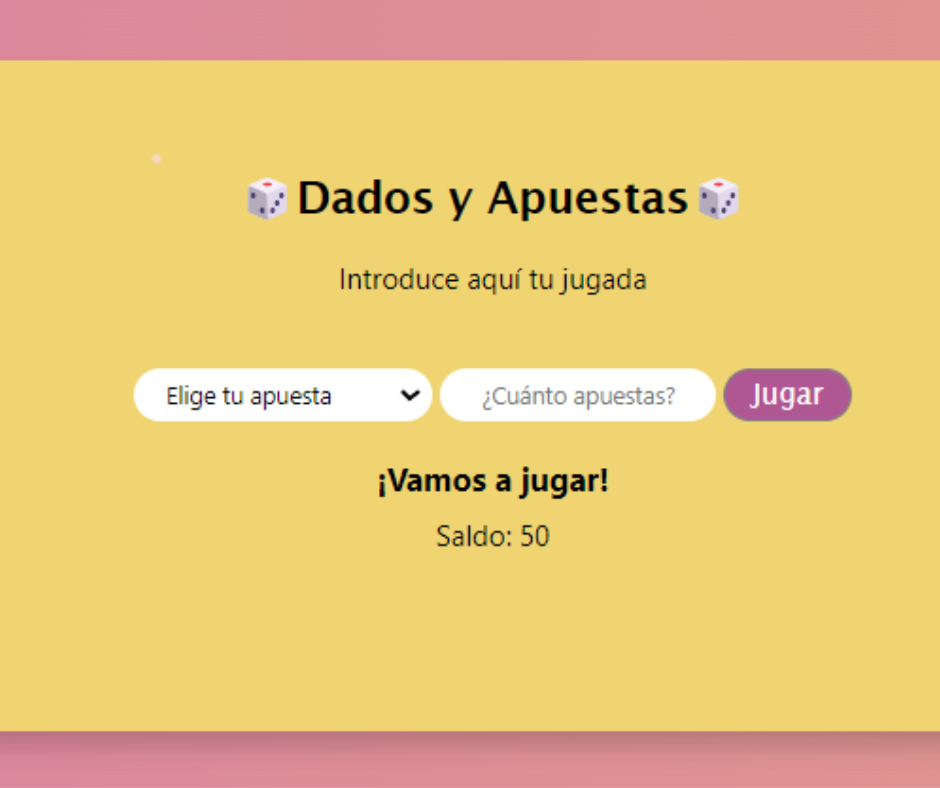 Dados y Apuestas
Introduce aquí tu jugada
Elige tu apuesta ¿Cuánto apuestas? Jugar
¡Vamos a jugar!
Saldo: 50